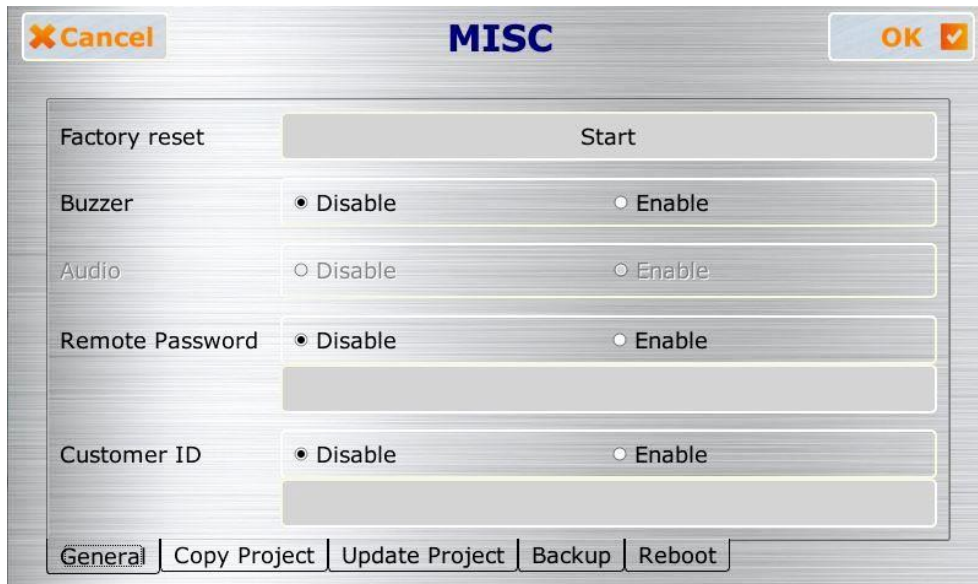 Cancel MISC OK
Factory reset Start
Buzzer Disable Enable
Audio Disable Enable
Remote Password Disable Enable
Customer ID Disable Enable
General Copy Project Update Project Backup Reboot